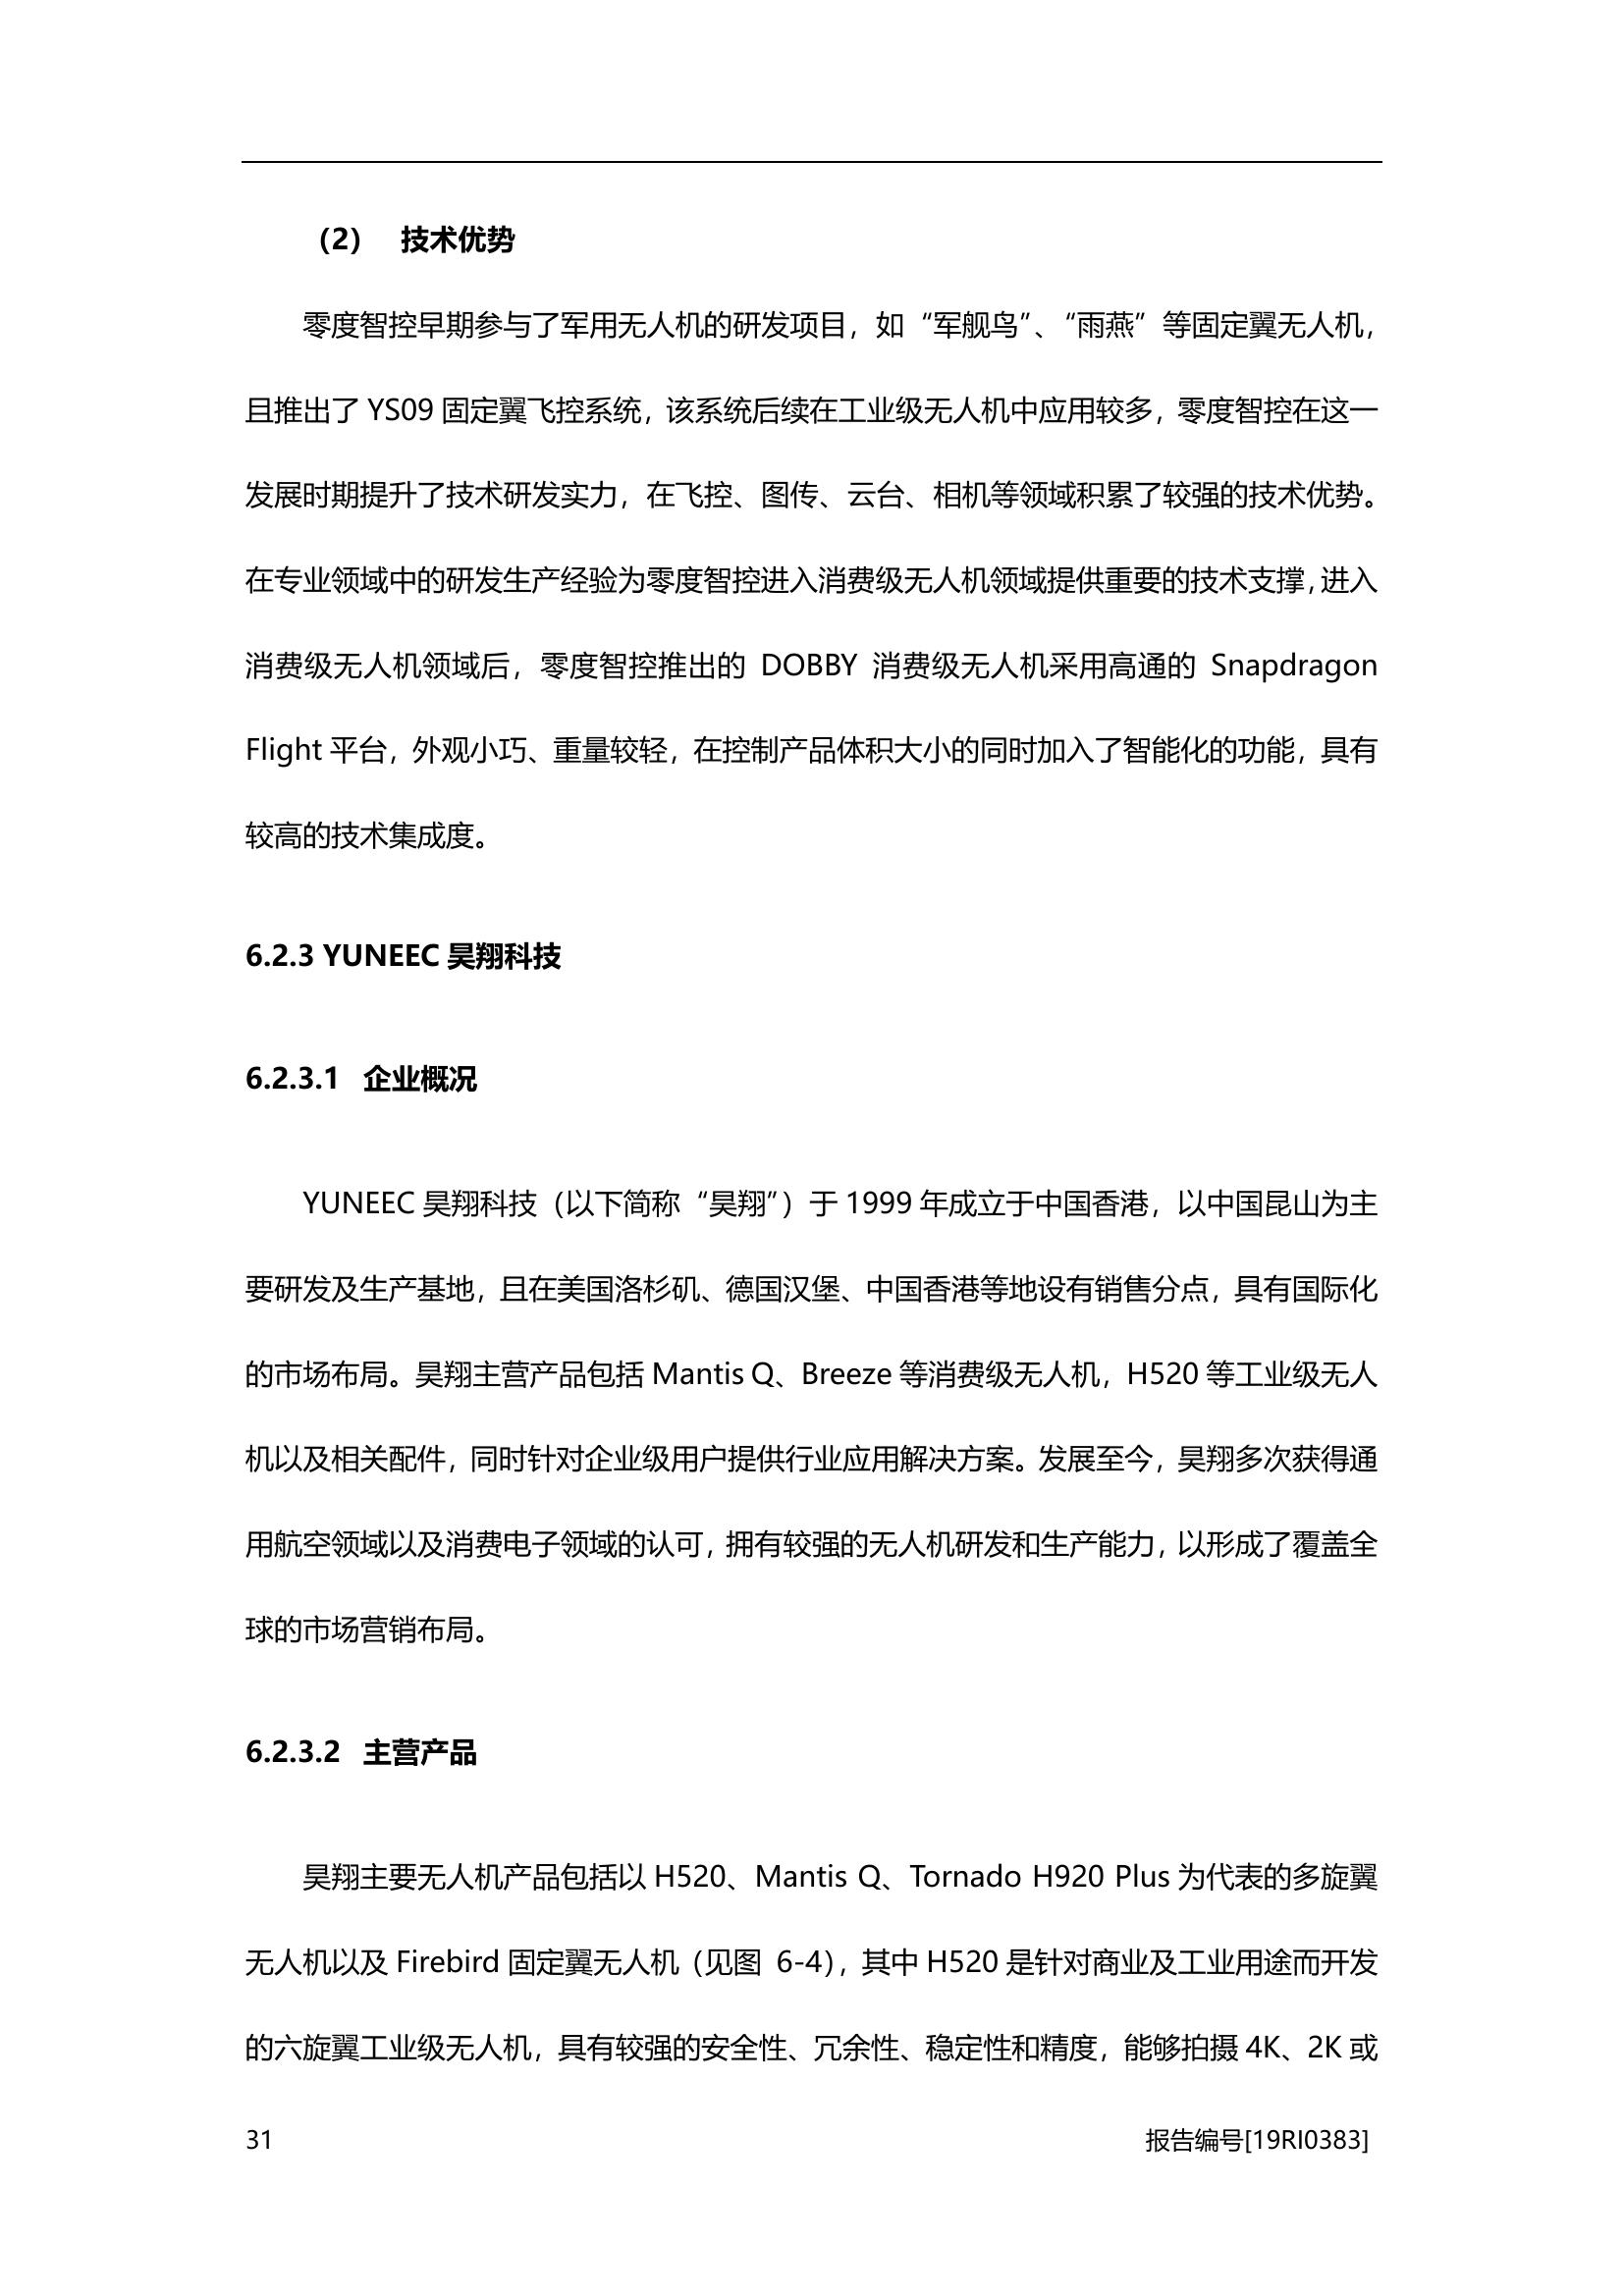 （2） 技术优势
零度智控早期参与了军用无人机的研发项目，如“军舰鸟”、“雨燕”等固定翼无人机，
且推出了 YS09 固定翼飞控系统，该系统后续在工业级无人机中应用较多，零度智控在这一
发展时期提升了技术研发实力，在飞控、图传、云台、相机等领域积累了较强的技术优势。
在专业领域中的研发生产经验为零度智控进入消费级无人机领域提供重要的技术支撑，进入
消费级无人机领域后，零度智控推出的 DOBBY 消费级无人机采用高通的 Snapdragon
Flight 平台，外观小巧、重量较轻，在控制产品体积大小的同时加入了智能化的功能，具有
较高的技术集成度。
6.2.3 YUNEEC 昊翔科技
6.2.3.1 企业概况
YUNEEC 昊翔科技（以下简称“昊翔”）于 1999 年成立于中国香港，以中国昆山为主
要研发及生产基地，且在美国洛杉矶、德国汉堡、中国香港等地设有销售分点，具有国际化
的市场布局。昊翔主营产品包括 Mantis Q、Breeze 等消费级无人机，H520 等工业级无人
机以及相关配件，同时针对企业级用户提供行业应用解决方案。发展至今，昊翔多次获得通
用航空领域以及消费电子领域的认可，拥有较强的无人机研发和生产能力，以形成了覆盖全
球的市场营销布局。
6.2.3.2 主营产品
昊翔主要无人机产品包括以 H520、Mantis Q、Tornado H920 Plus 为代表的多旋翼
无人机以及 Firebird 固定翼无人机（见图 6-4），其中 H520 是针对商业及工业用途而开发
的六旋翼工业级无人机，具有较强的安全性、冗余性、稳定性和精度，能够拍摄 4K、2K 或
31 报告编号[19RI0383]